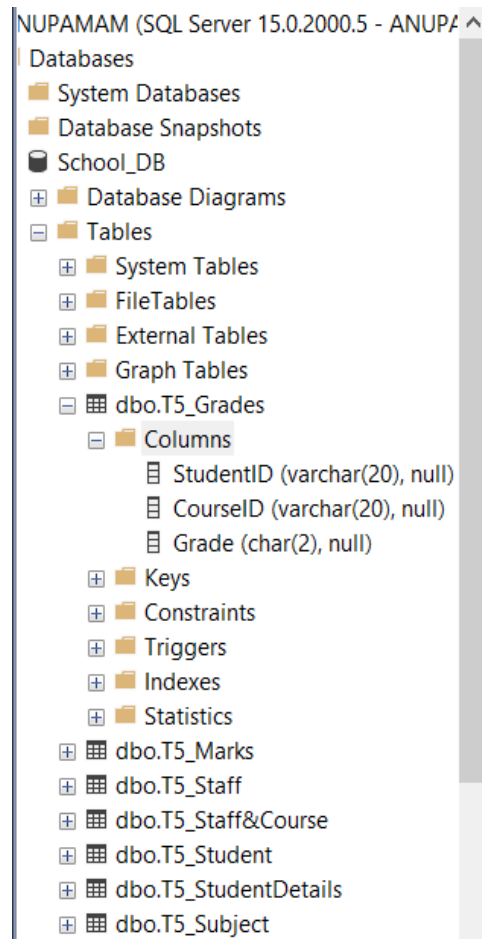 NUPAMAM (SQL Server 15.0.2000.5 - ANUPA
Databases
System Databases
Database Snapshots
School_DB
Database Diagrams
Tables
System Tables
FileTables
External Tables
Graph Tables
dbo.T5_Grades
Columns
StudentID (varchar(20), null)
CourseID (varchar(20), null)
Grade (char(2), null)
Keys
Constraints
Triggers
Indexes
Statistics
dbo.T5_Marks
dbo.T5_Staff
dbo.T5_Staff&Course
dbo.T5_Student
dbo.T5_StudentDetails
dbo.T5_Subject